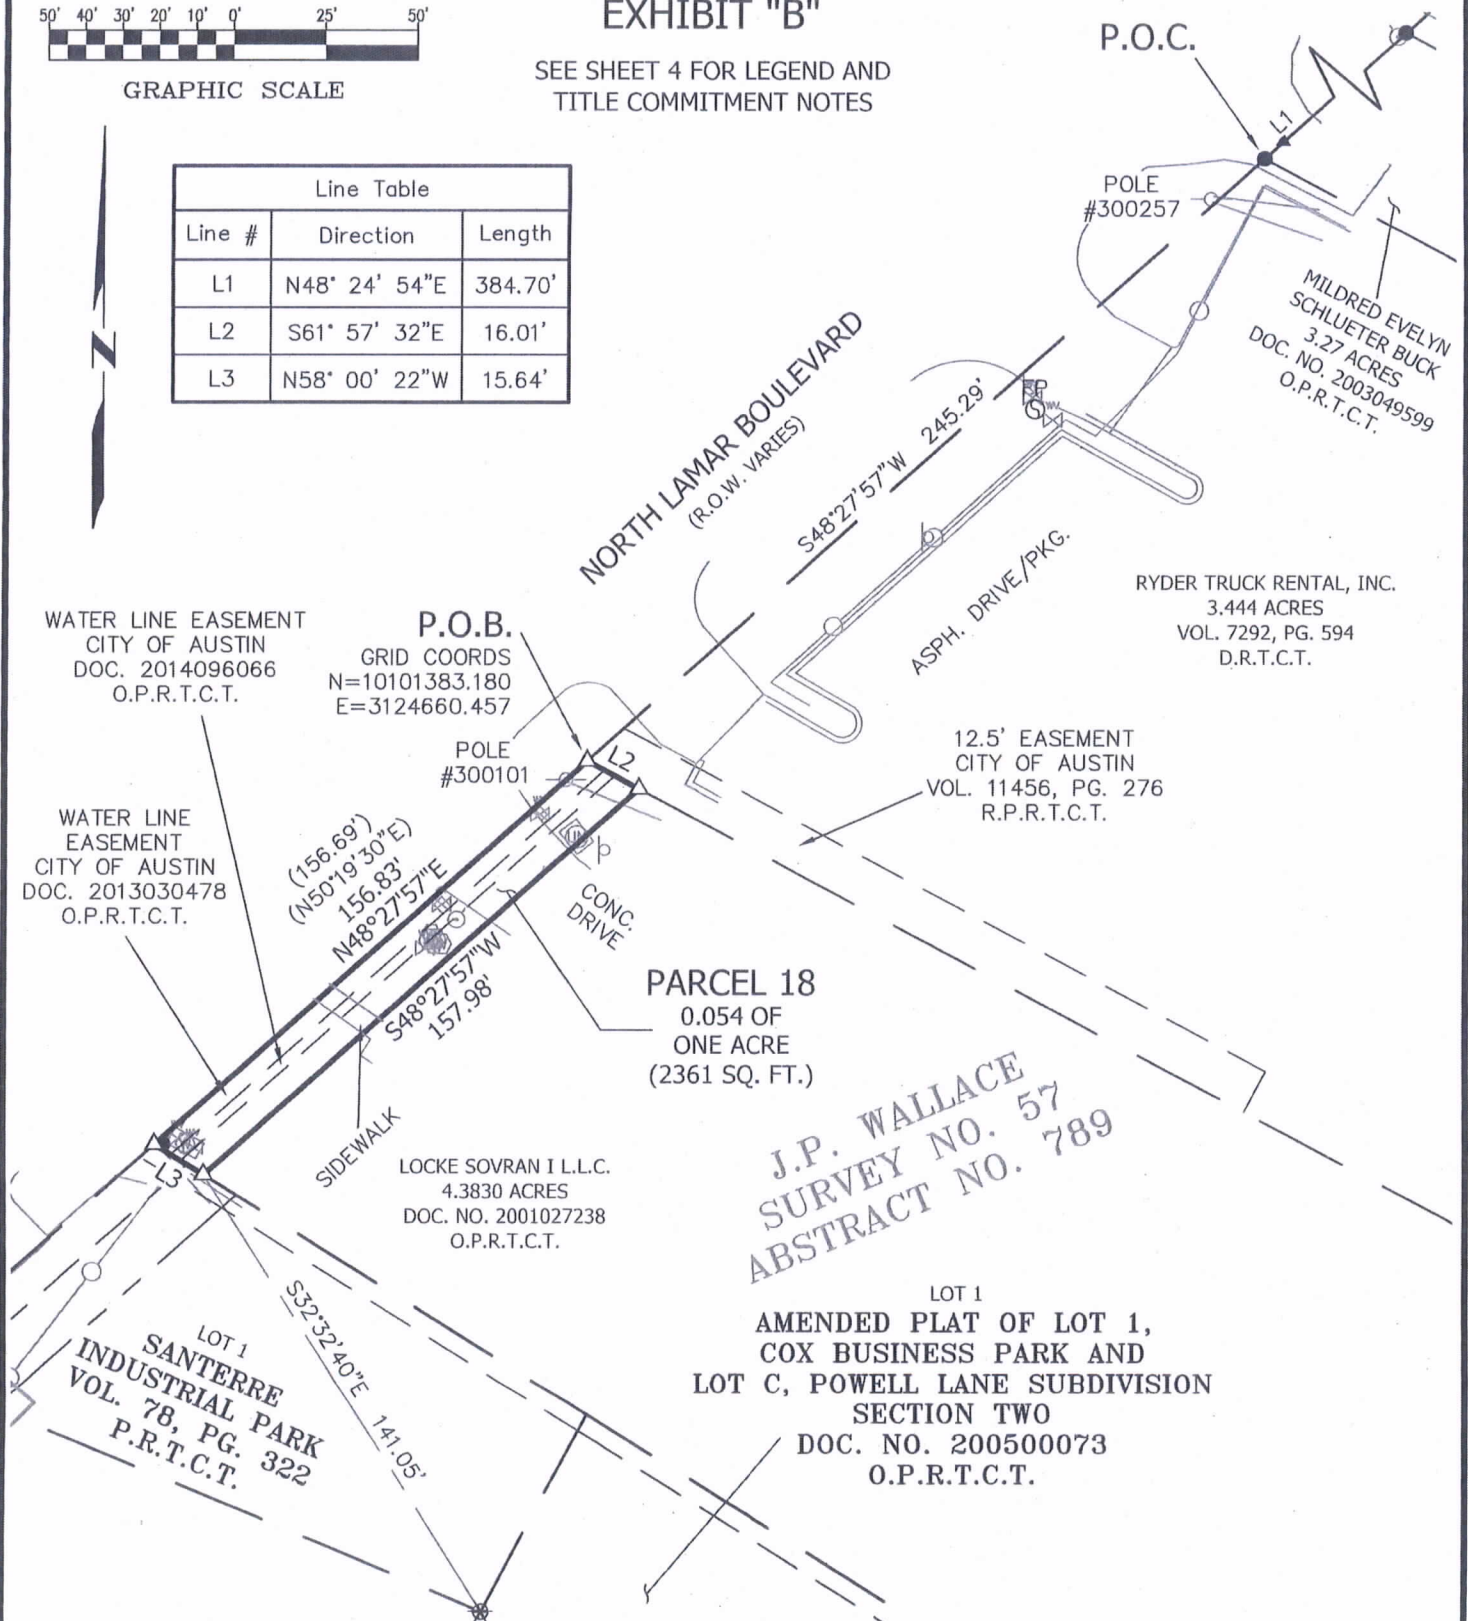 50' 40' 30' 20' 10' 0' 25' 50'
GRAPHIC SCALE
EXHIBIT "B"
SEE SHEET 4 FOR LEGEND AND
TITLE COMMITMENT NOTES
P.O.C.
L1
POLE
#300257
Line Table
Line # Direction Length
L1 N48° 24' 54"E 384.70'
L2 S61° 57' 32"E 16.01'
L3 N58° 00' 22"W 15.64'
N
MILDRED EVELYN
SCHLUETER BUCK
3.27 ACRES
DOC. NO. 2003049599
O.P.R.T.C.T.
NORTH LAMAR BOULEVARD
(R.O.W. VARIES)
S48°27'57"W 245.29'
EP
ASPH. DRIVE/PKG.
RYDER TRUCK RENTAL, INC.
3.444 ACRES
VOL. 7292, PG. 594
D.R.T.C.T.
WATER LINE EASEMENT
CITY OF AUSTIN
DOC. 2014096066
O.P.R.T.C.T.
P.O.B.
GRID COORDS
N=10101383.180
E=3124660.457
POLE
#300101
L2
12.5' EASEMENT
CITY OF AUSTIN
VOL. 11456, PG. 276
R.P.R.T.C.T.
WATER LINE
EASEMENT
CITY OF AUSTIN
DOC. 2013030478
O.P.R.T.C.T.
(156.69')
(N50°19'30"E)
156.83'
N48°27'57"E
CONC.
DRIVE
S48°27'57"W
157.98'
PARCEL 18
0.054 OF
ONE ACRE
(2361 SQ. FT.)
SIDEWALK
L3
LOCKE SOVRAN I L.L.C.
4.3830 ACRES
DOC. NO. 2001027238
O.P.R.T.C.T.
J.P. WALLACE
SURVEY NO. 57
ABSTRACT NO. 789
S32°32'40"E 141.05'
LOT 1
SANTERRE
INDUSTRIAL PARK
VOL. 78, PG. 322
P.R.T.C.T.
LOT 1
AMENDED PLAT OF LOT 1,
COX BUSINESS PARK AND
LOT C, POWELL LANE SUBDIVISION
SECTION TWO
DOC. NO. 200500073
O.P.R.T.C.T.